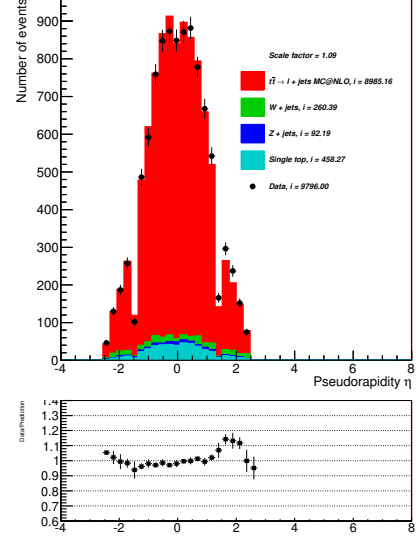 Number of events
900
800
700
600
500
400
300
200
100
0
Scale factor = 1.09
tt̄ → l + jets MC@NLO, i = 8985.16
W + jets, i = 260.39
Z + jets, i = 92.19
Single top, i = 458.27
Data, i = 9796.00
-4 -2 0 2 4 6 8
Pseudorapidity η
Data/Prediction
1.4
1.3
1.2
1.1
1
0.9
0.8
0.7
0.6
-4 -2 0 2 4 6 8